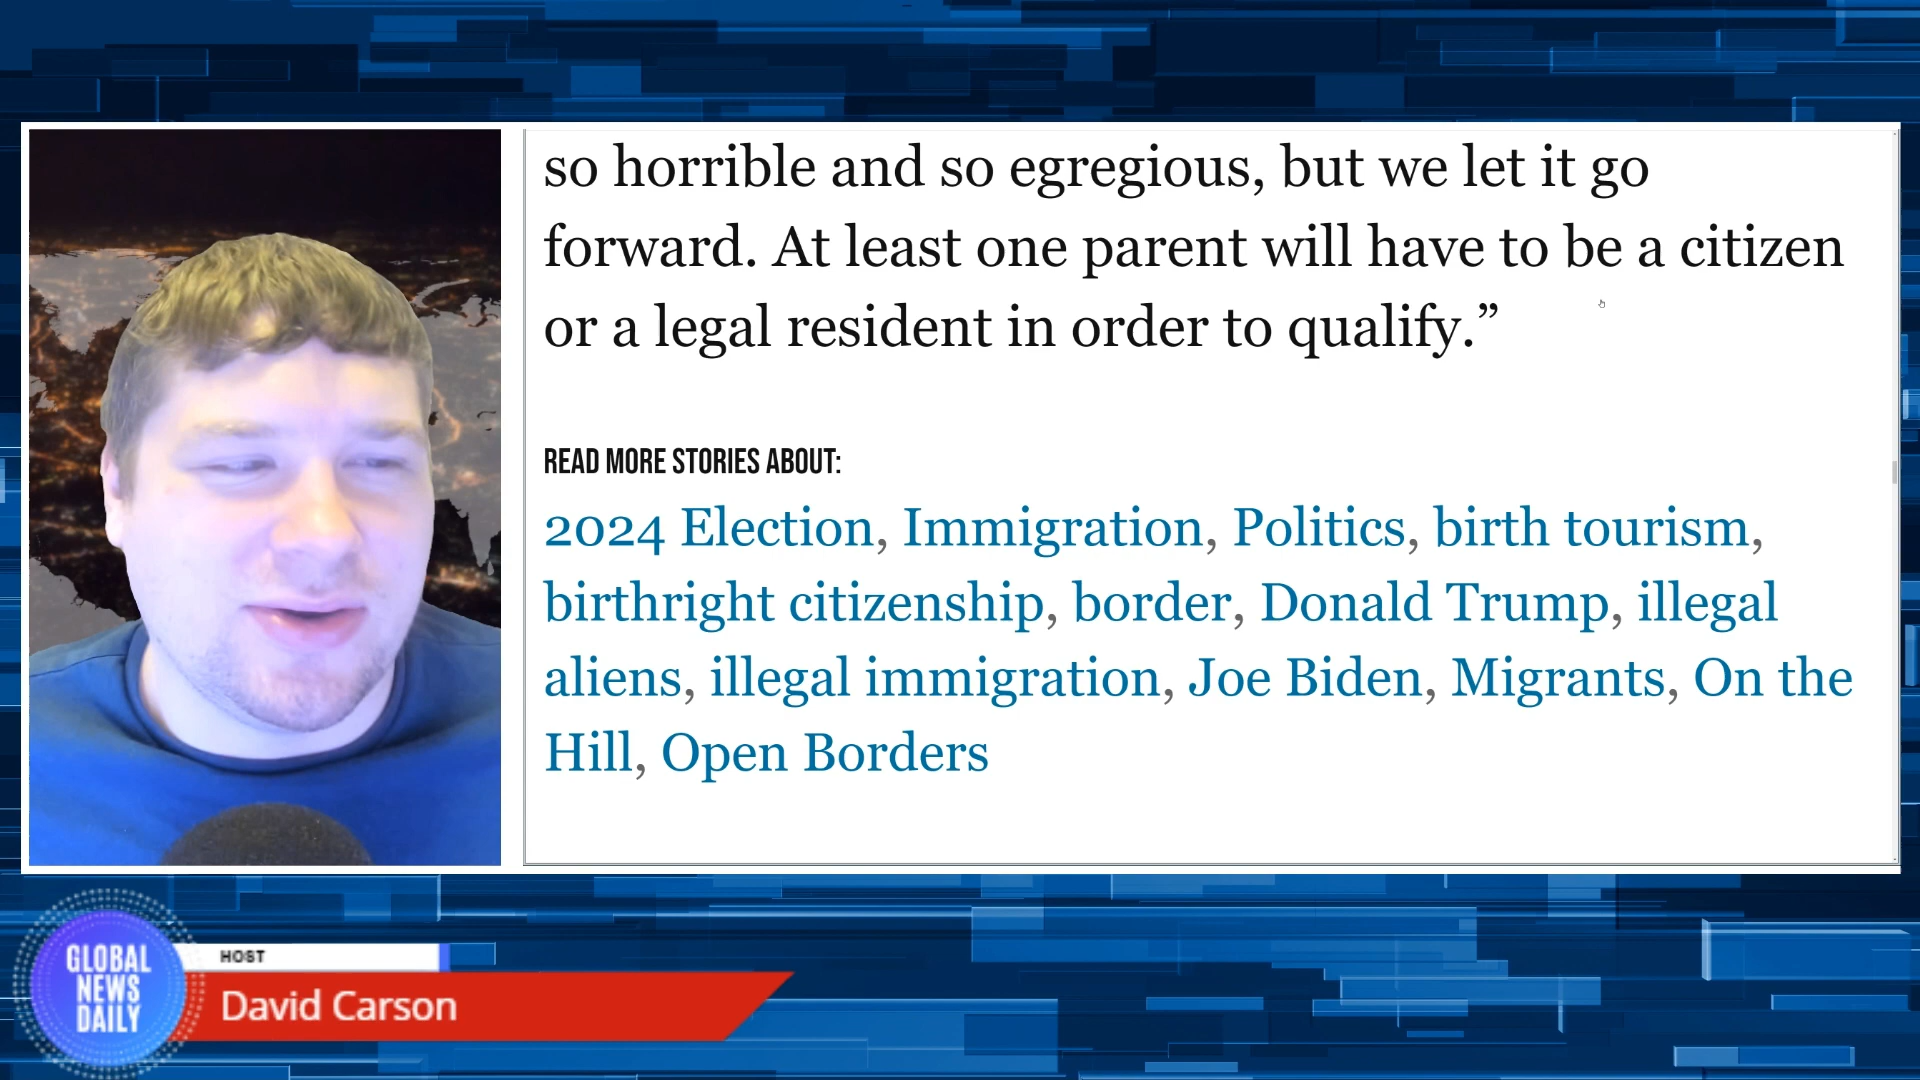 so horrible and so egregious, but we let it go
forward. At least one parent will have to be a citizen
or a legal resident in order to qualify.”
READ MORE STORIES ABOUT:
2024 Election, Immigration, Politics, birth tourism,
birthright citizenship, border, Donald Trump, illegal
aliens, illegal immigration, Joe Biden, Migrants, On the
Hill, Open Borders
GLOBAL
NEWS
DAILY
HOST
David Carson